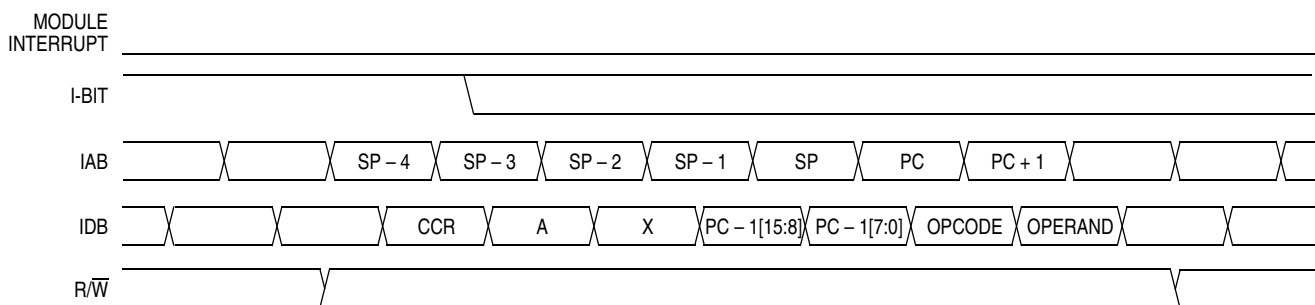 MODULE
INTERRUPT
I-BIT
IAB SP – 4 SP – 3 SP – 2 SP – 1 SP PC PC + 1
IDB CCR A X PC – 1[15:8] PC – 1[7:0] OPCODE OPERAND
R/W̅